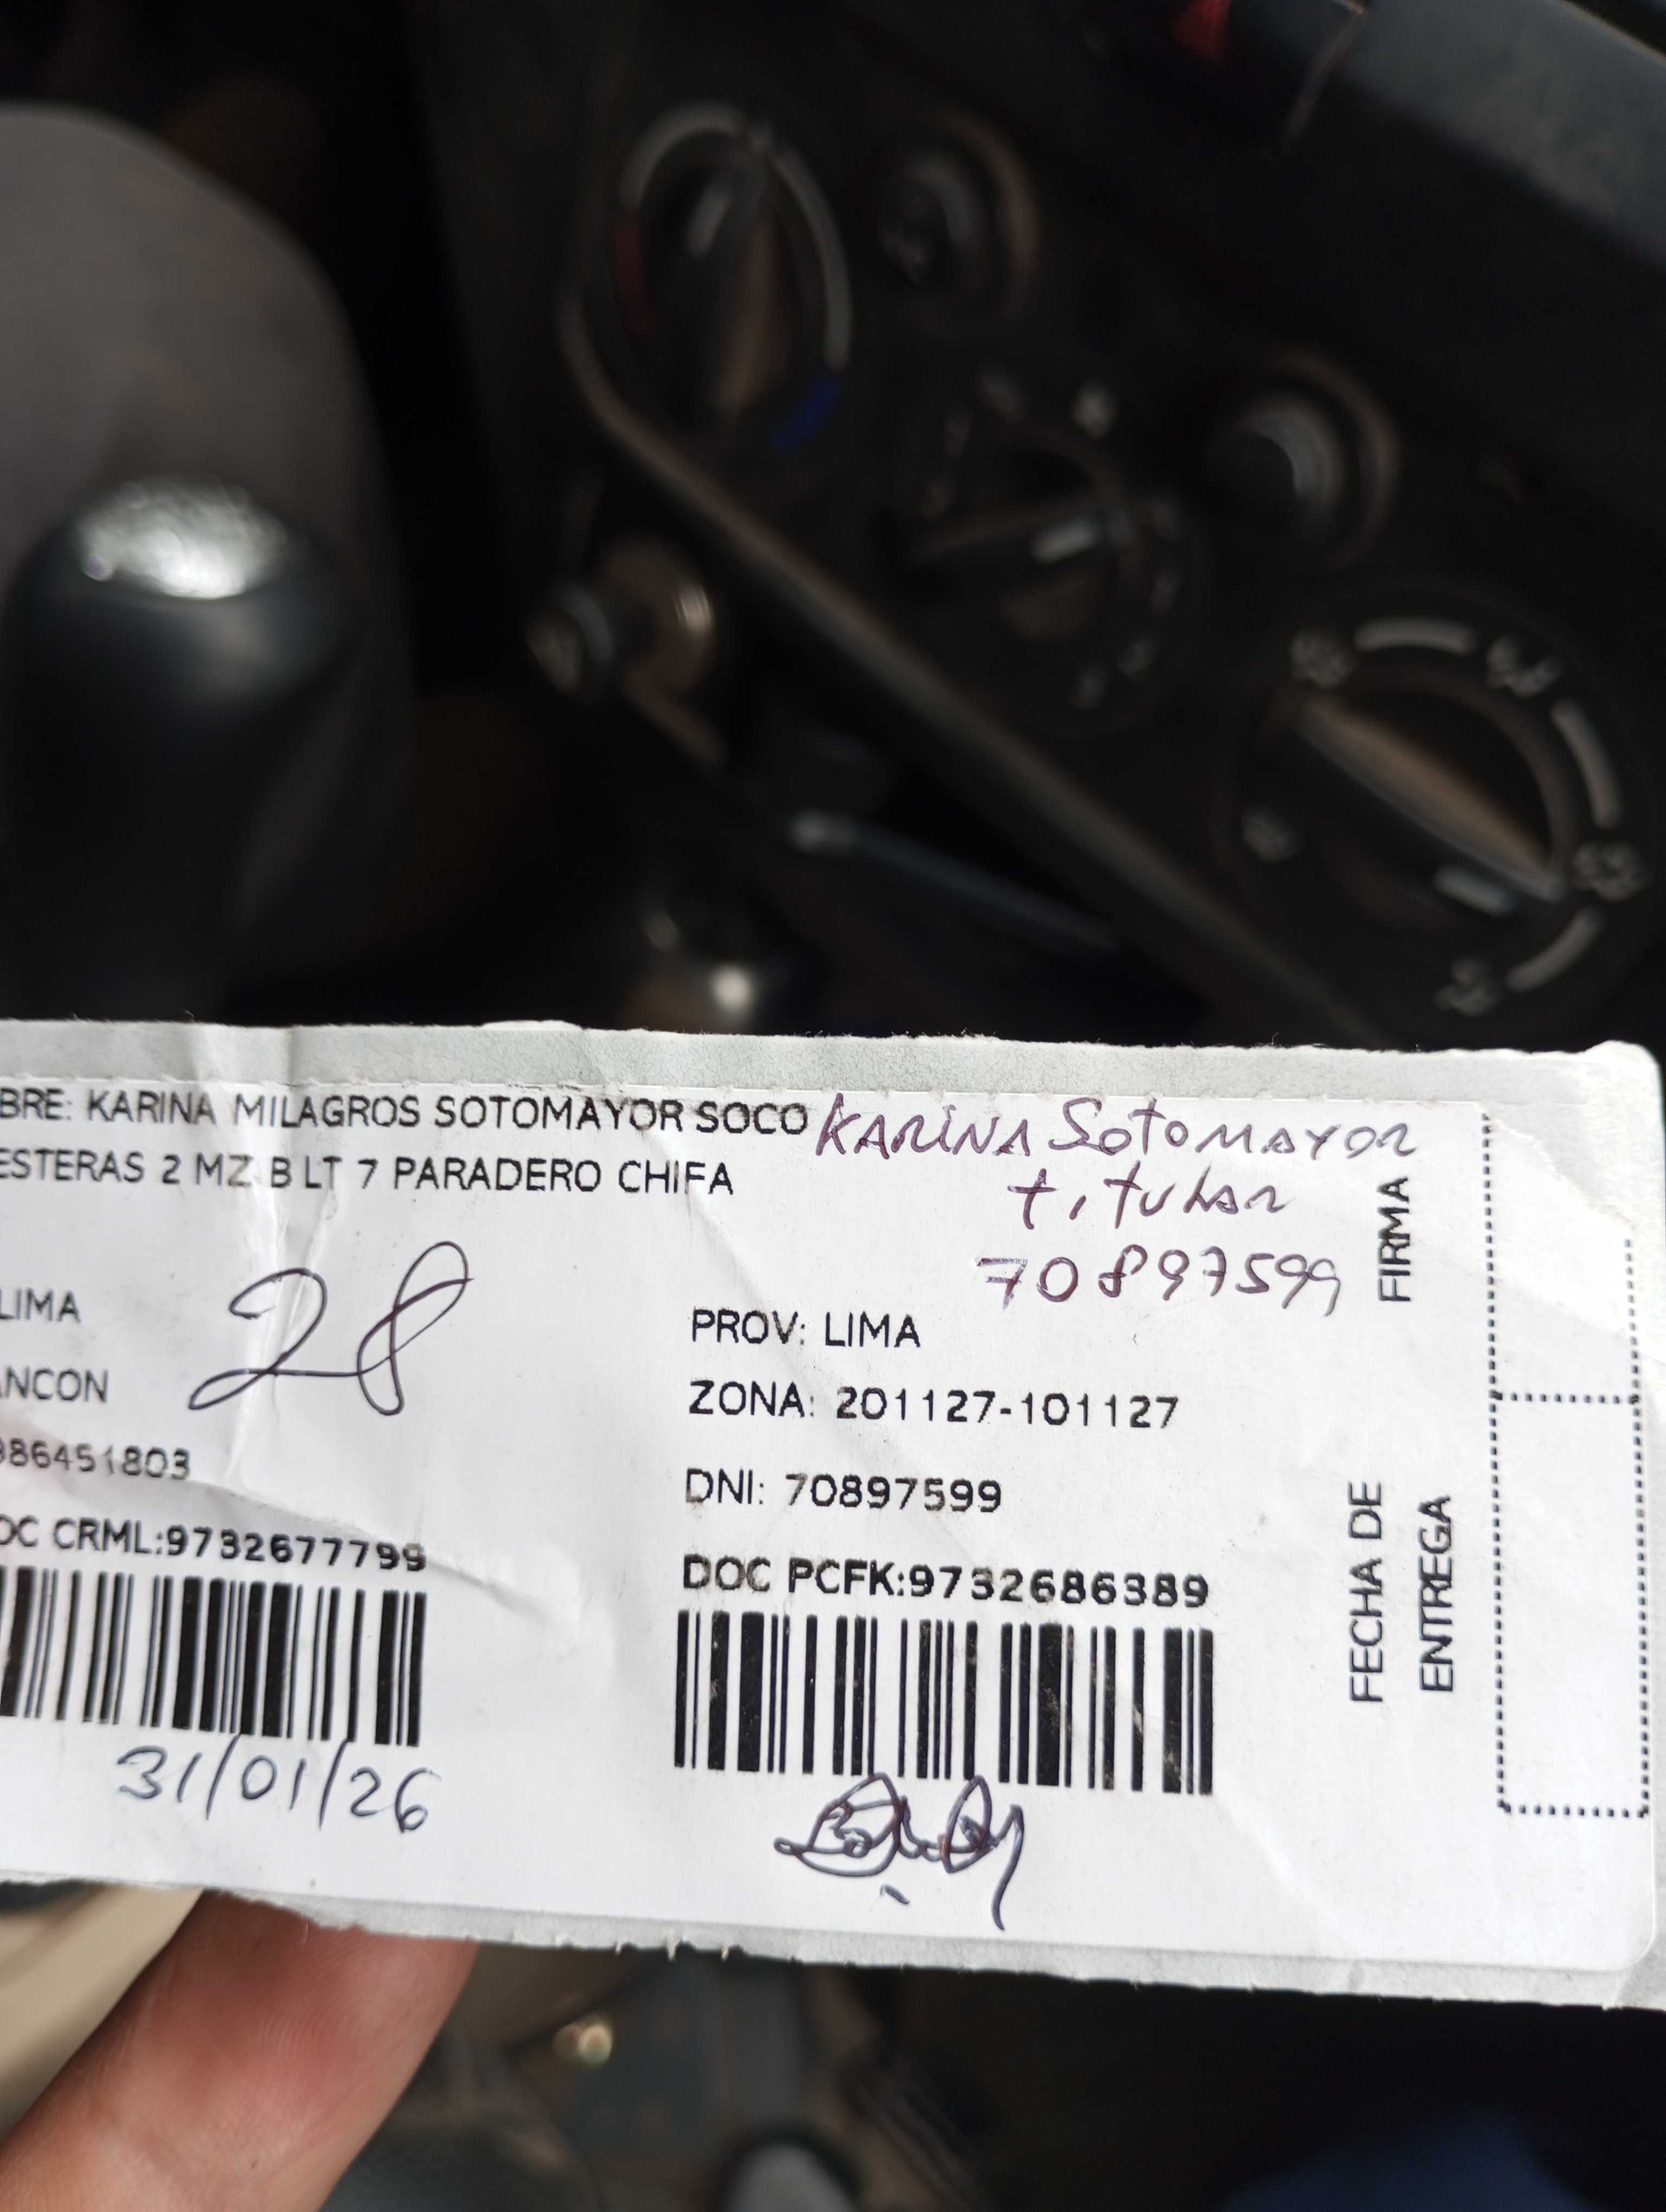 BRE: KARINA MILAGROS SOTOMAYOR SOCO
ESTERAS 2 MZ B LT 7 PARADERO CHIFA
KARINA Sotomayor
titular
70897599
FIRMA
LIMA
28
PROV: LIMA
ANCON
ZONA: 201127-101127
986451803
DNI: 70897599
OC CRML:9732677799
DOC PCFK:9732686389
FECHA DE
ENTREGA
31/01/26